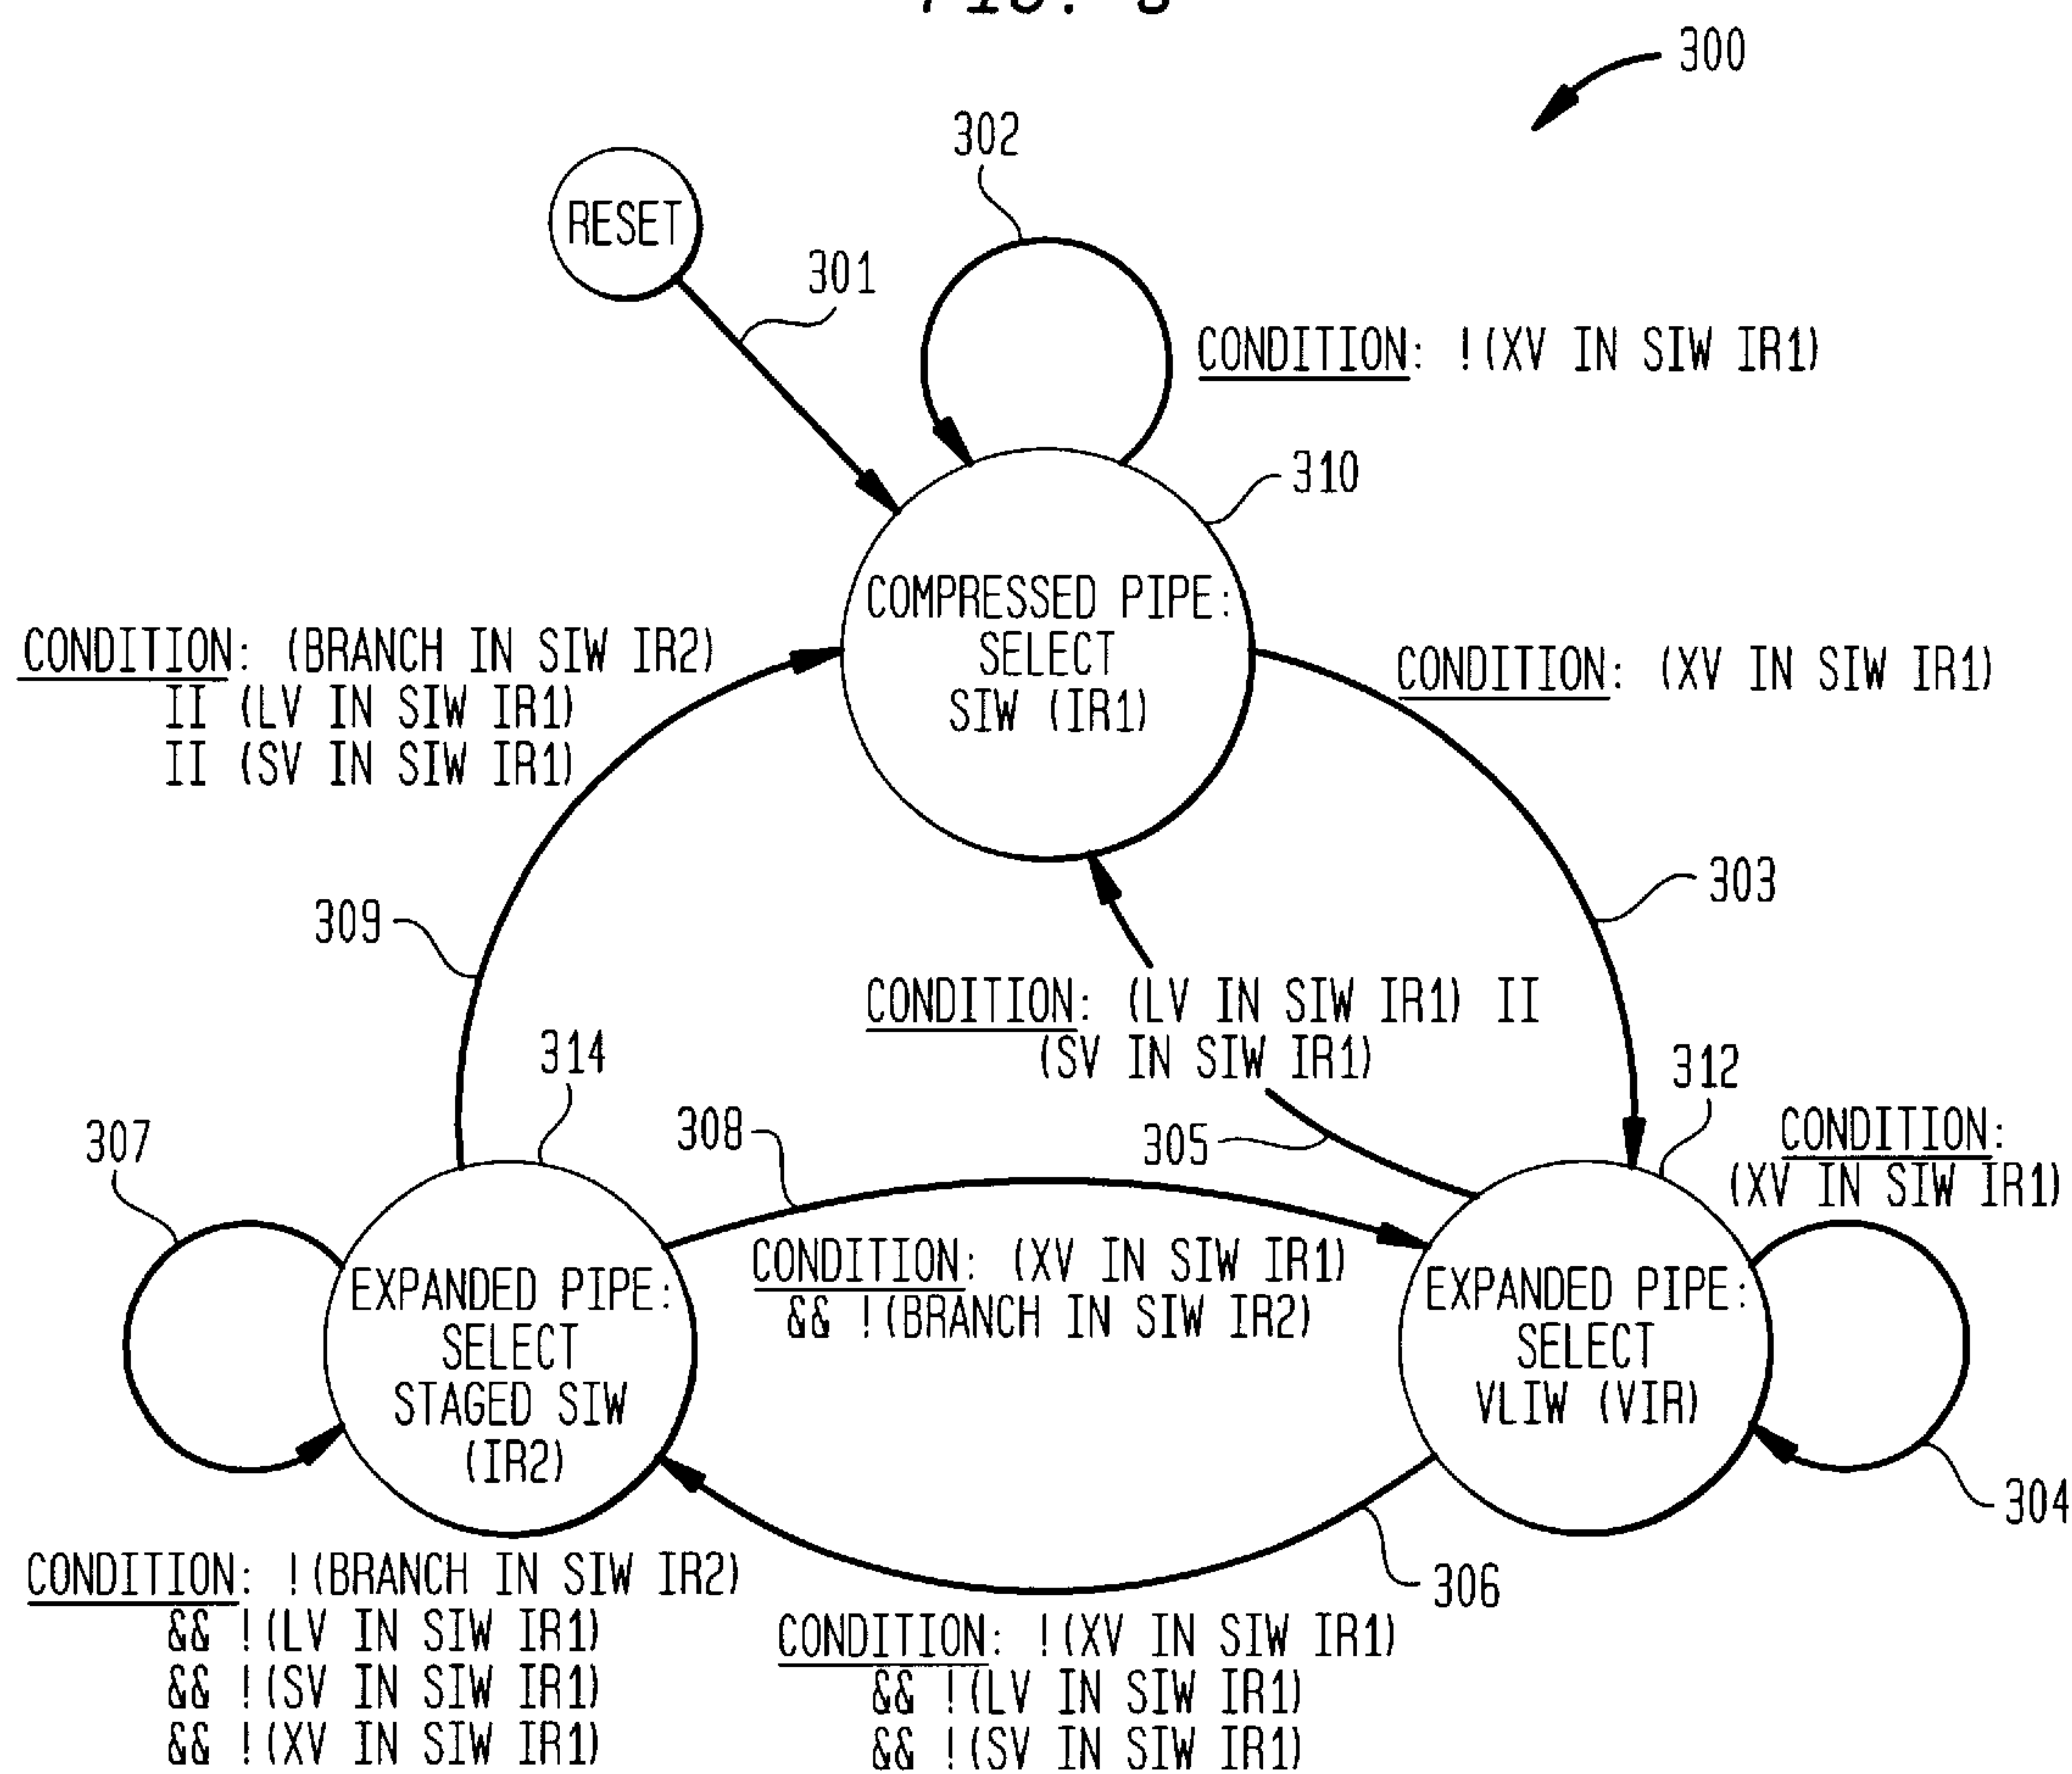 300
302
RESET
301
CONDITION: !(XV IN SIW IR1)
310
COMPRESSED PIPE:
SELECT
SIW (IR1)
CONDITION: (BRANCH IN SIW IR2)
II (LV IN SIW IR1)
II (SV IN SIW IR1)
CONDITION: (XV IN SIW IR1)
303
309
CONDITION: (LV IN SIW IR1) II
(SV IN SIW IR1)
314
312
308
305
307
CONDITION:
(XV IN SIW IR1)
CONDITION: (XV IN SIW IR1)
&& !(BRANCH IN SIW IR2)
EXPANDED PIPE:
SELECT
STAGED SIW
(IR2)
EXPANDED PIPE:
SELECT
VLIW (VIR)
304
306
CONDITION: !(BRANCH IN SIW IR2)
&& !(LV IN SIW IR1)
&& !(SV IN SIW IR1)
&& !(XV IN SIW IR1)
CONDITION: !(XV IN SIW IR1)
&& !(LV IN SIW IR1)
&& !(SV IN SIW IR1)